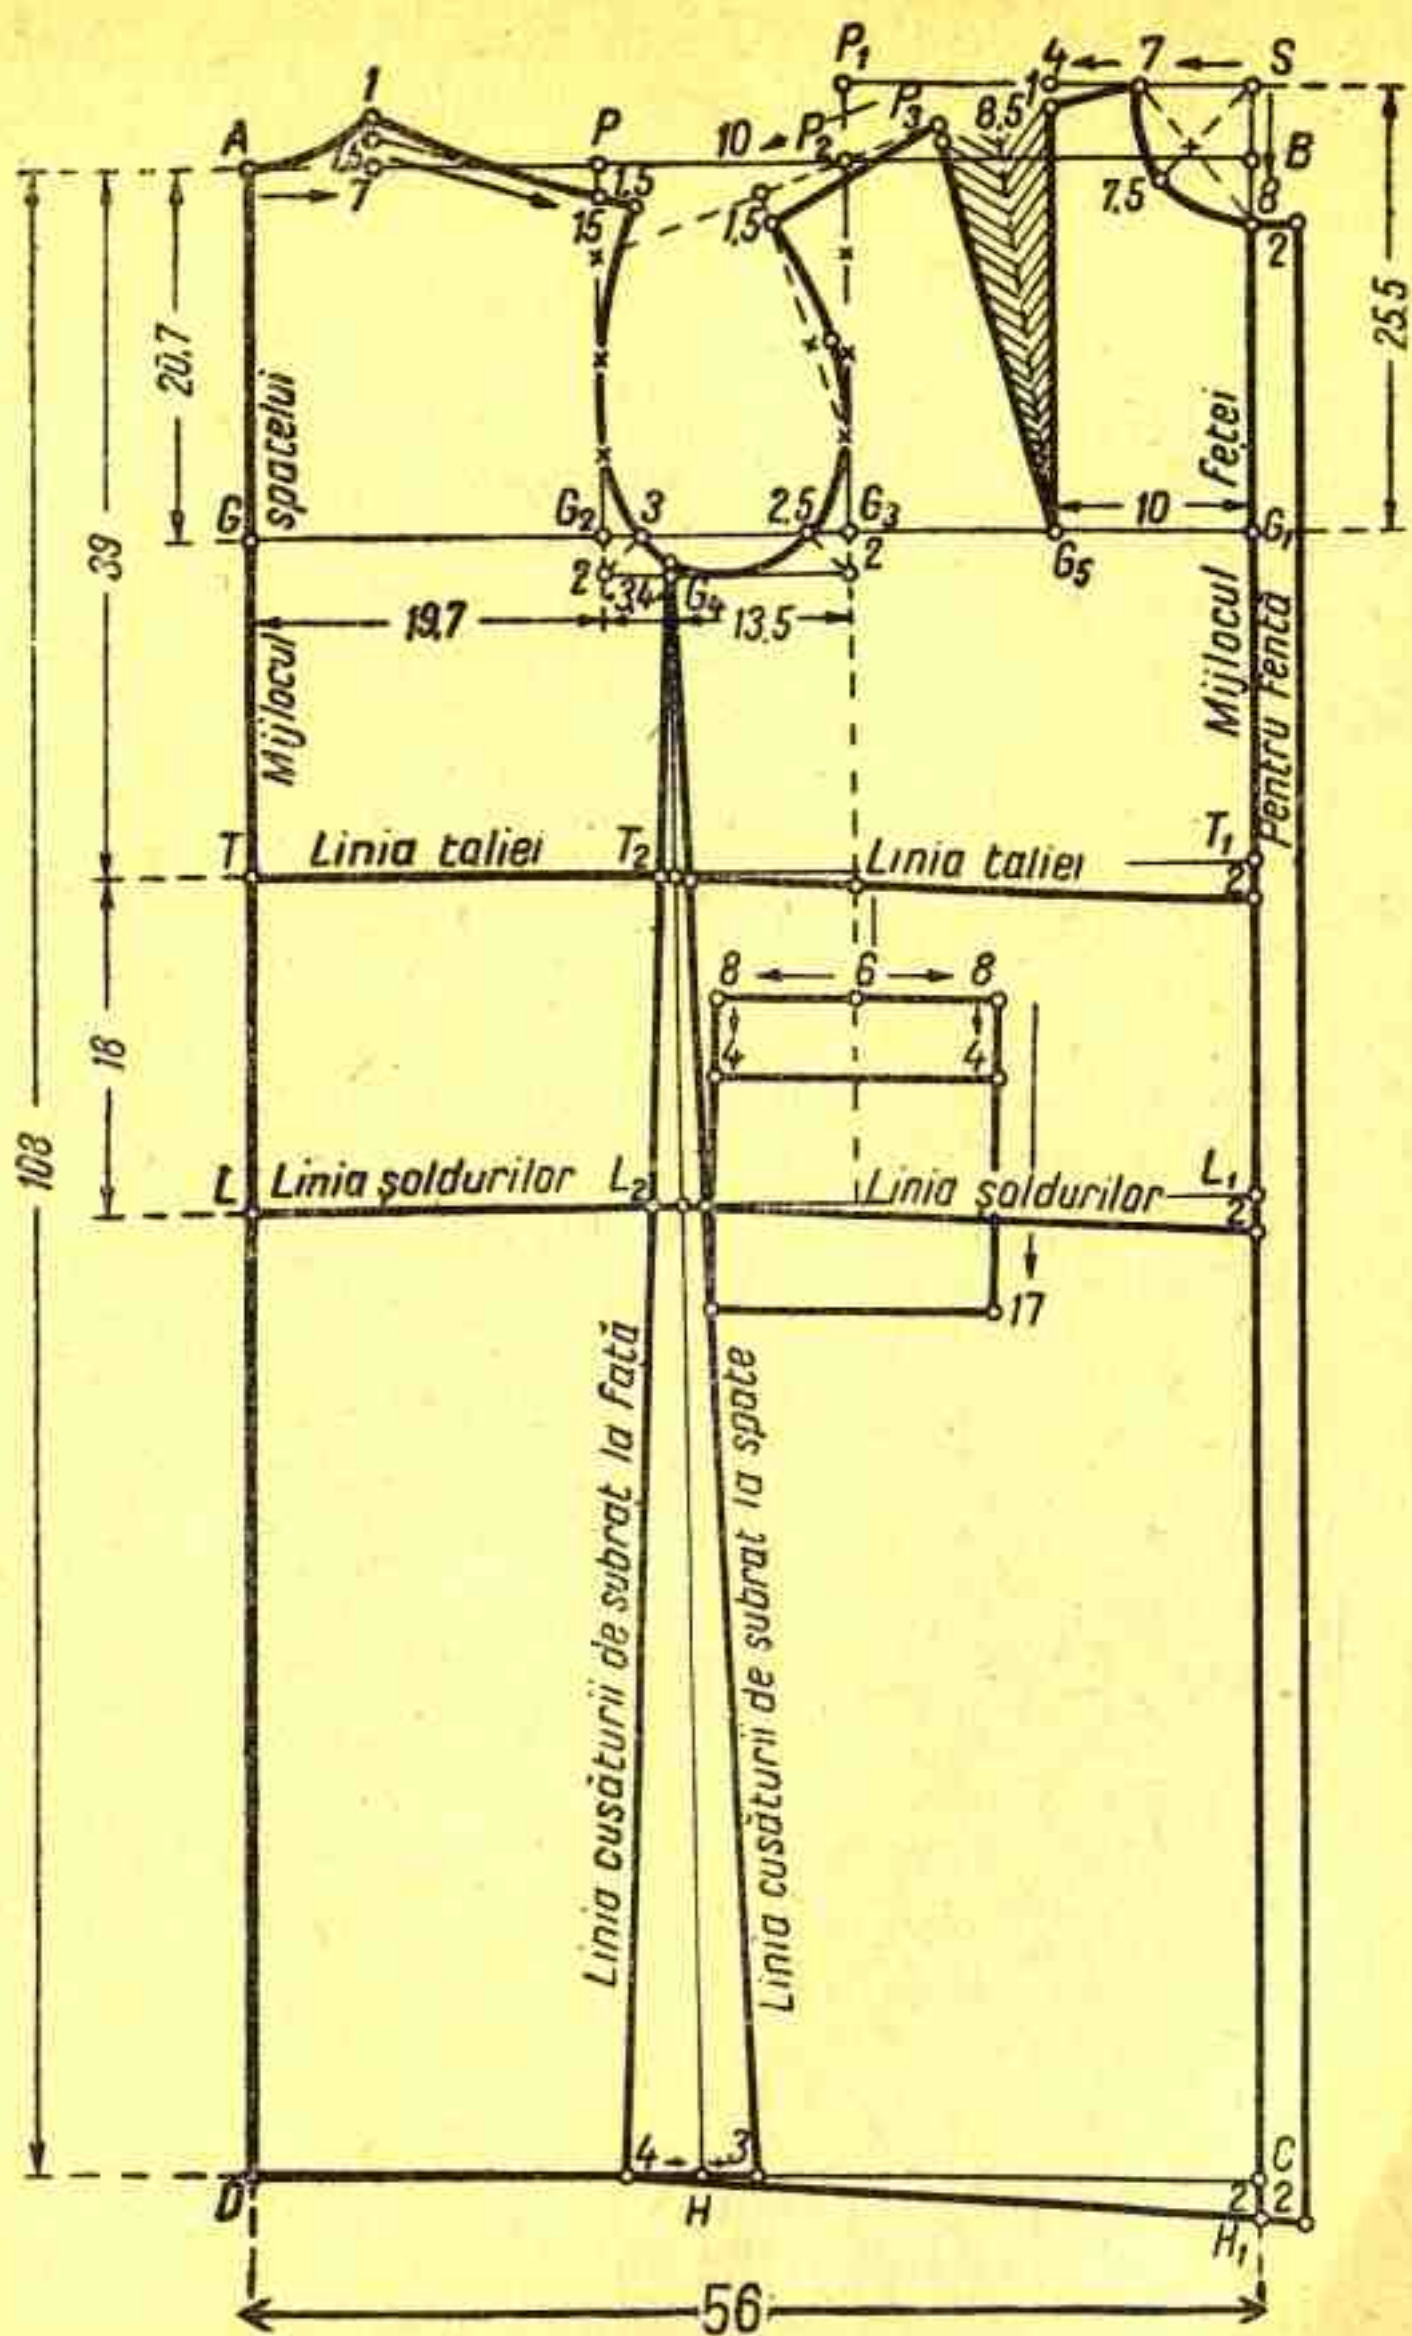 P₁ 4 7 S
1 8,5 1
A P 10 P₂ P₃ B
1,5
7 1,5 7,5 8
15 1,5 2
20,7 25,5
Mijlocul spacelui
Mijlocul Feței
G G₂ 3 2,5 G₃ 10 G₁
39 2 3,4 G₄ 2 G₅
19,7 13,5
Pentru fentă
T Linia taliei T₂ Linia taliei T₁
2
8 6 8
18 4 4
108
L Linia șoldurilor L₂ Linia șoldurilor L₁
2
17
Linia cusăturii de subrat la față
Linia cusăturii de subrat la spate
4 3 C
D H 2 2
H₁
56